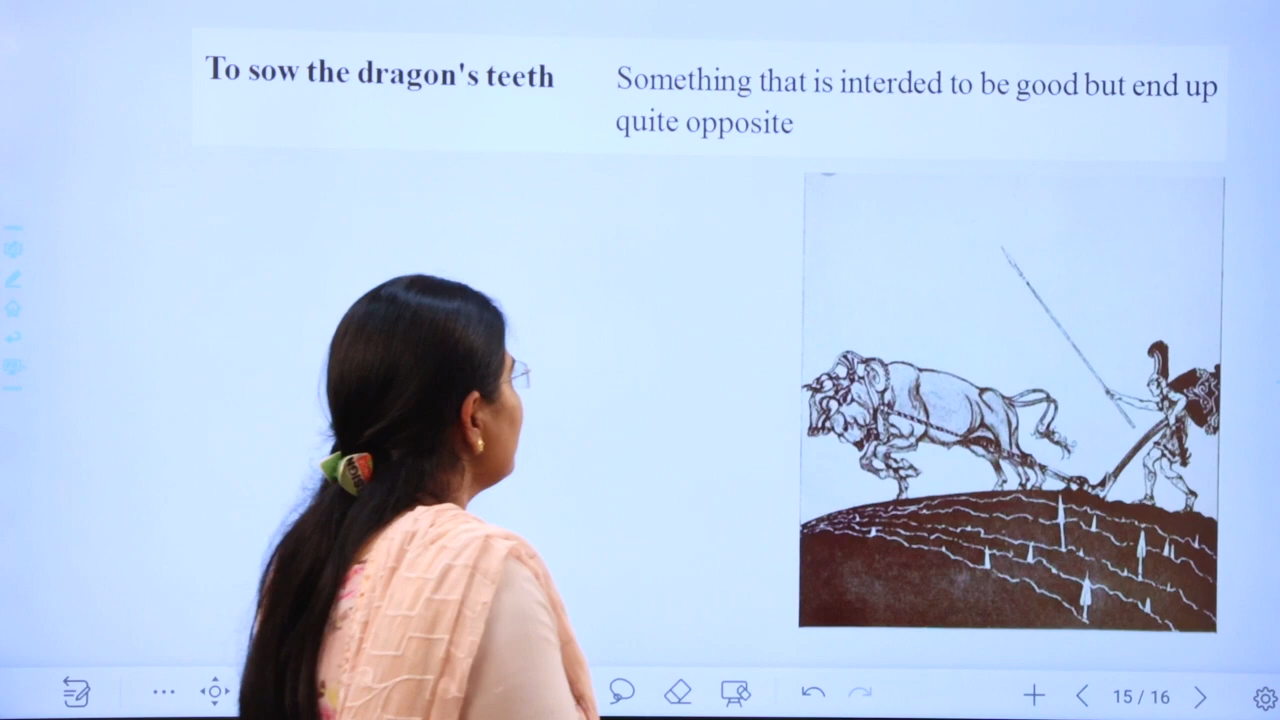 To sow the dragon's teeth
Something that is interded to be good but end up
quite opposite
15 / 16